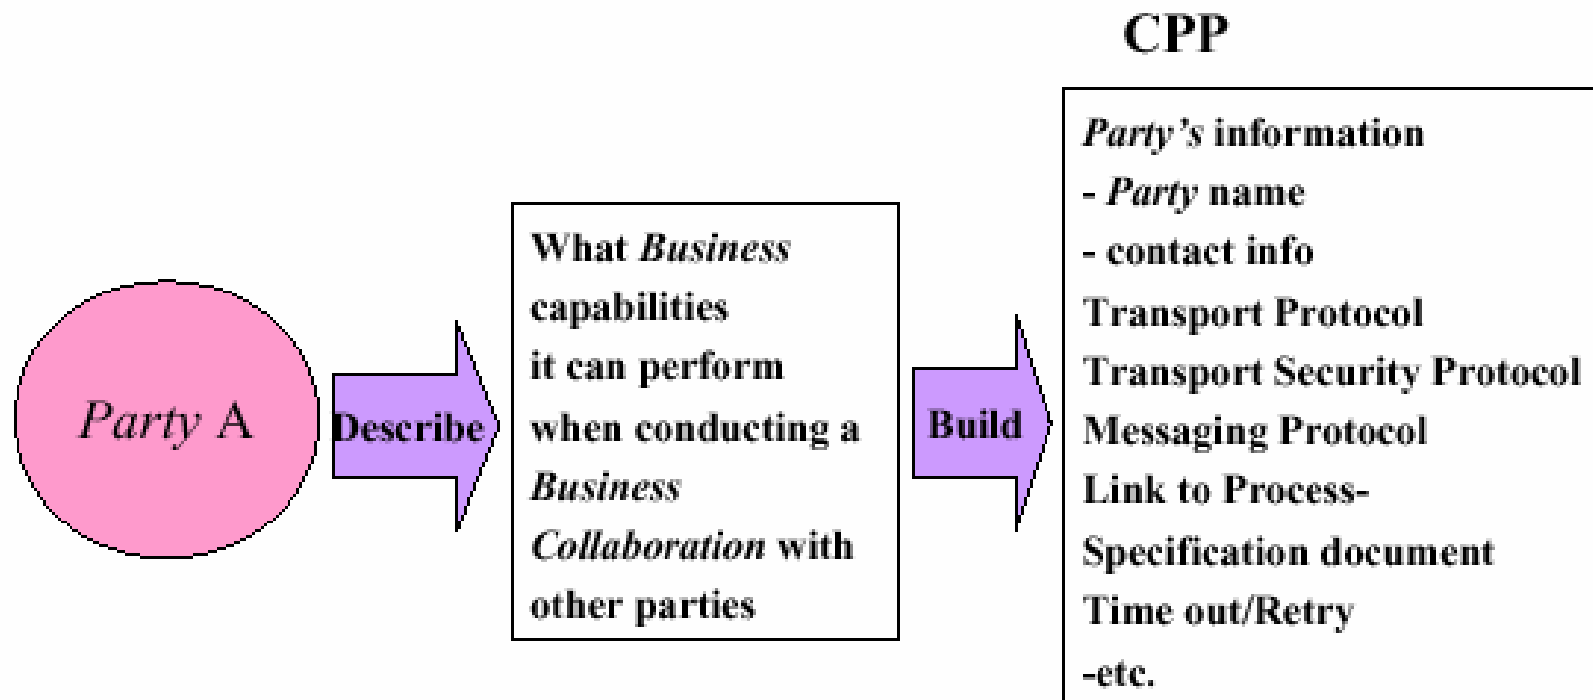 CPP
Party A
Describe
What Business
capabilities
it can perform
when conducting a
Business
Collaboration with
other parties
Build
Party's information
- Party name
- contact info
Transport Protocol
Transport Security Protocol
Messaging Protocol
Link to Process-
Specification document
Time out/Retry
-etc.